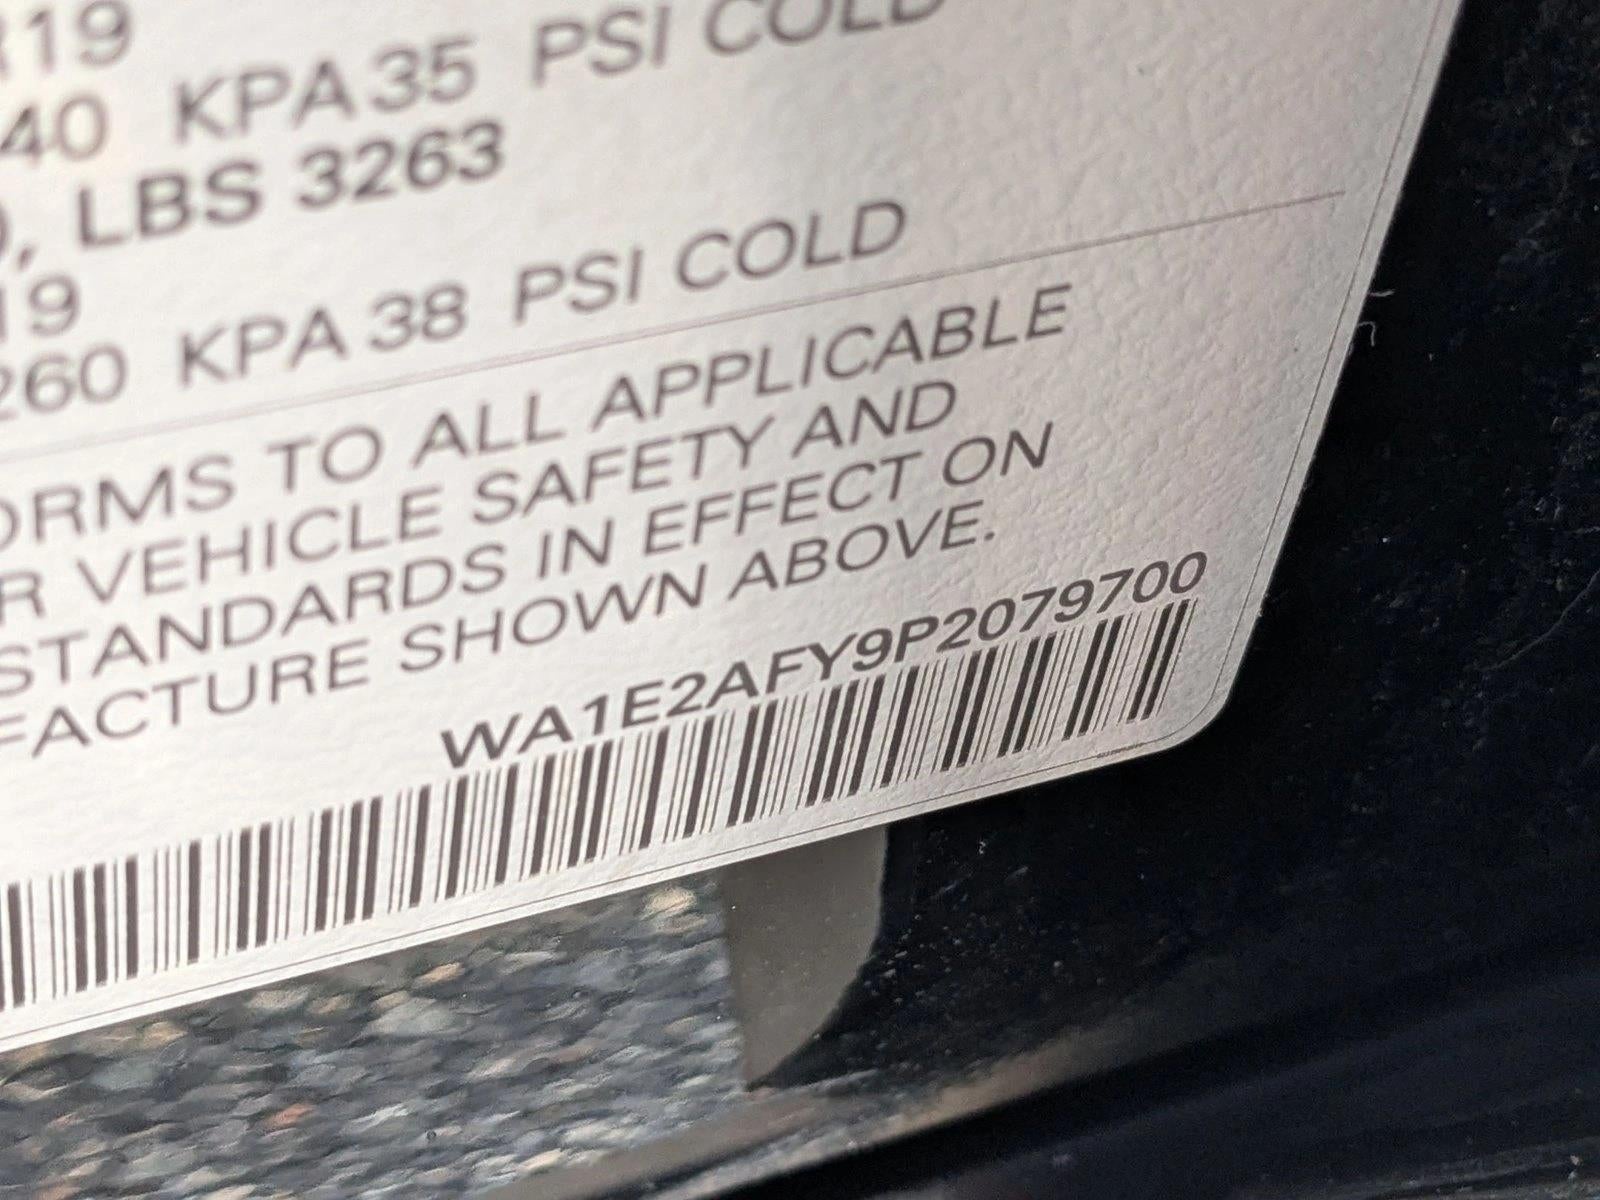 R19
40 KPA 35 PSI COLD
, LBS 3263
19
260 KPA 38 PSI COLD
ORMS TO ALL APPLICABLE
R VEHICLE SAFETY AND
STANDARDS IN EFFECT ON
FACTURE SHOWN ABOVE.
WA1E2AFY9P2079700